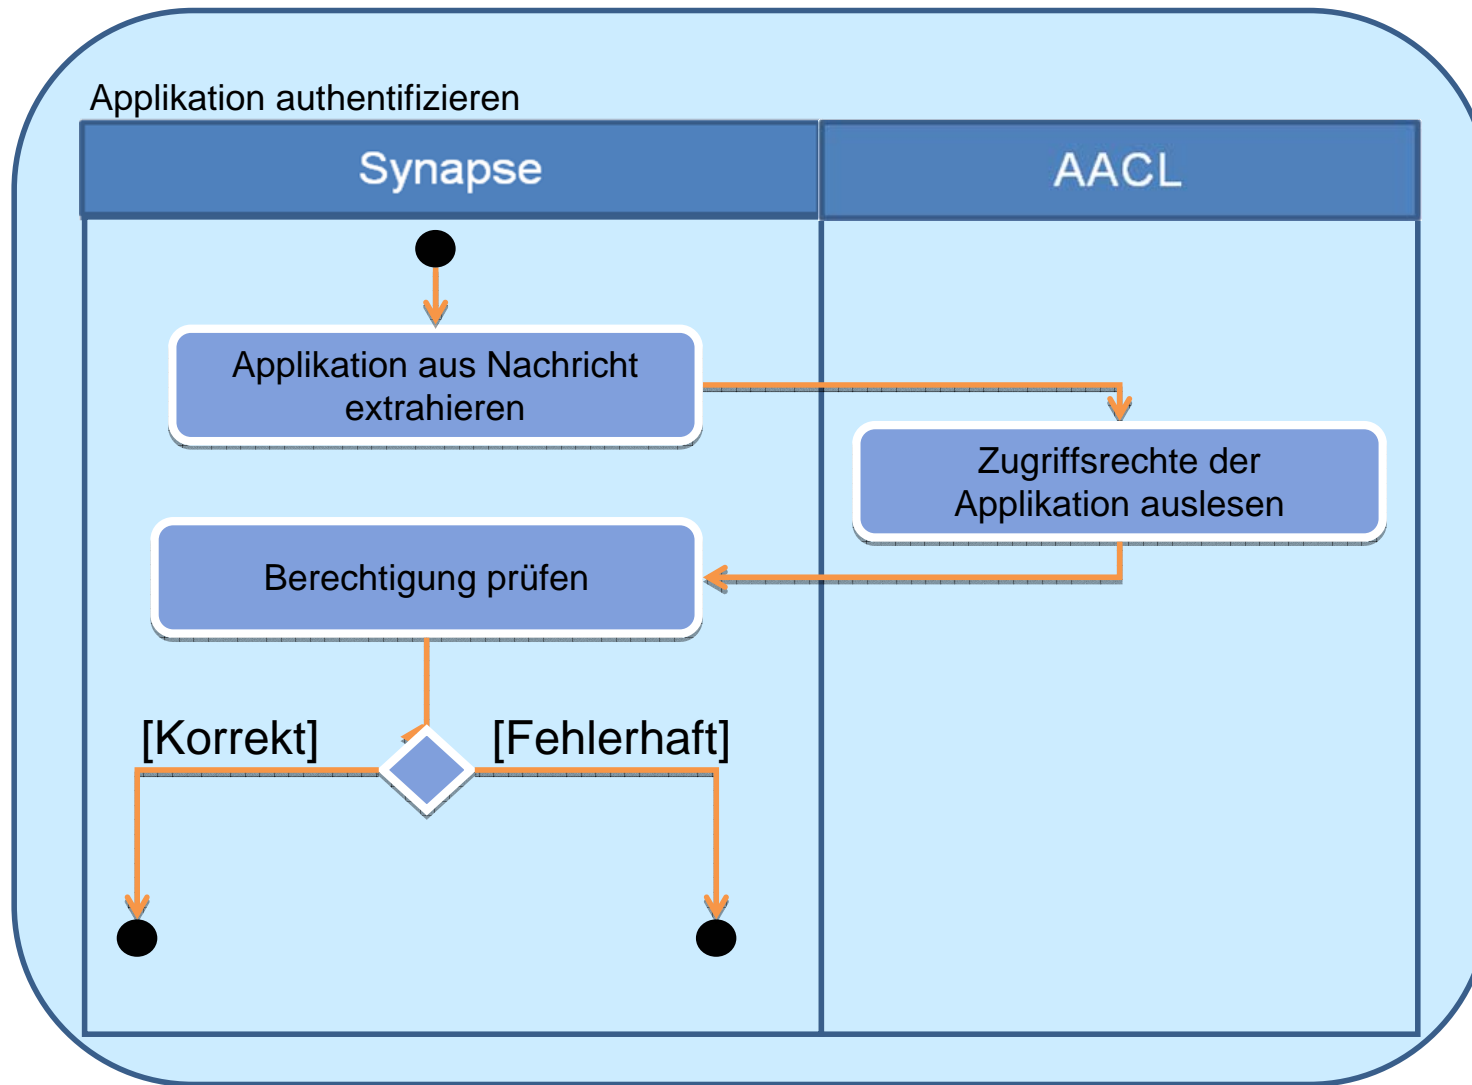 Applikation authentifizieren
Synapse
AACL
Applikation aus Nachricht
extrahieren
Zugriffsrechte der
Applikation auslesen
Berechtigung prüfen
[Korrekt]
[Fehlerhaft]